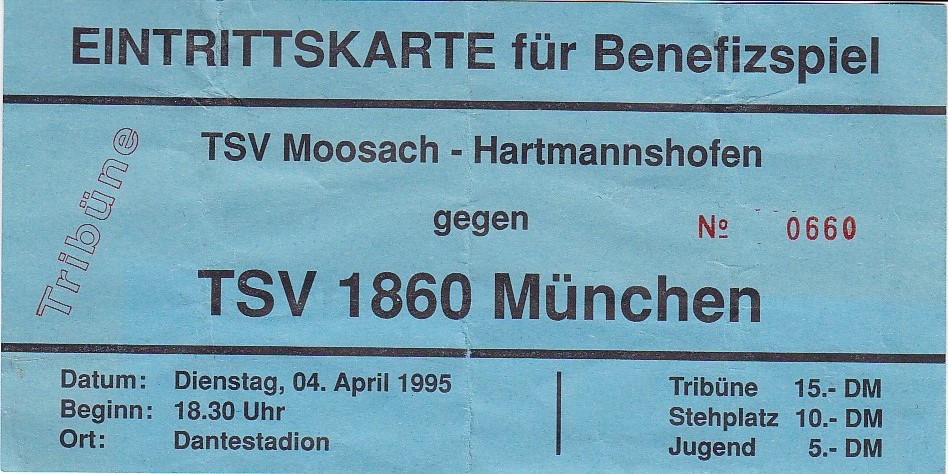 EINTRITTSKARTE für Benefizspiel
Tribüne
TSV Moosach - Hartmannshofen
gegen
Nº 0660
TSV 1860 München
Datum: Dienstag, 04. April 1995
Beginn: 18.30 Uhr
Ort: Dantestadion
Tribüne 15.- DM
Stehplatz 10.- DM
Jugend 5.- DM